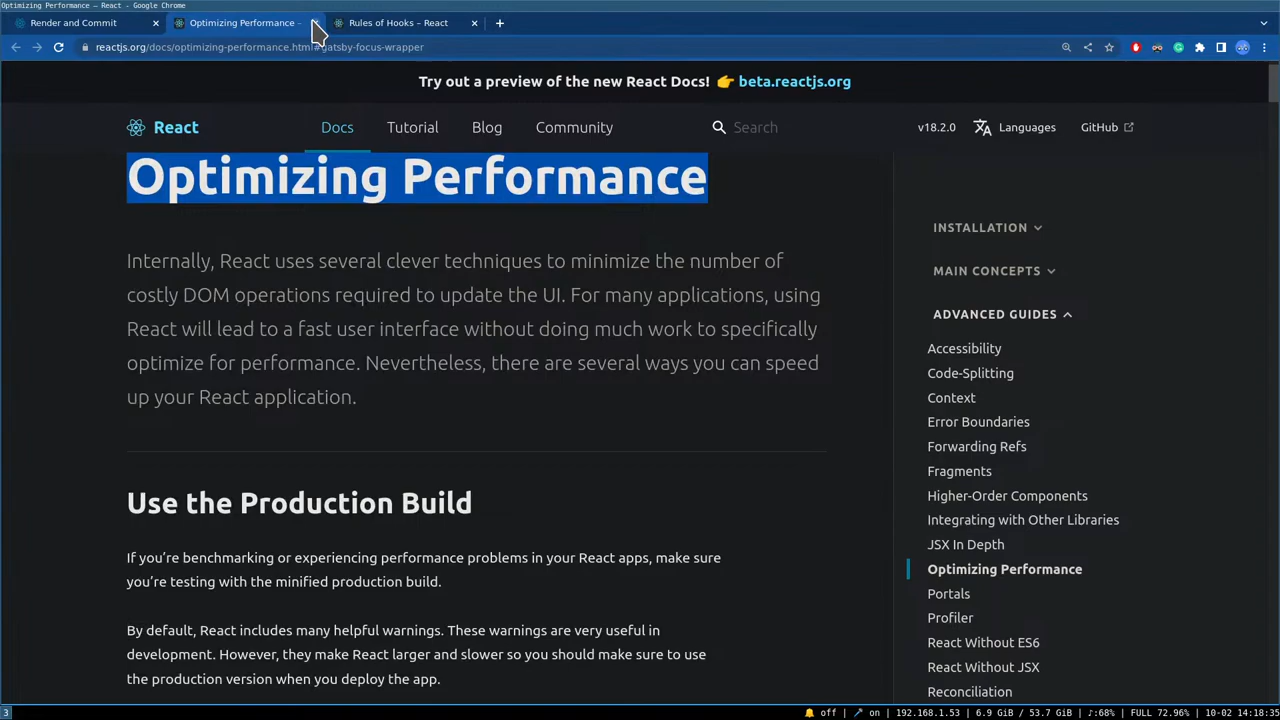 Optimizing Performance – React - Google Chrome
Render and Commit
Optimizing Performance –
Rules of Hooks – React
reactjs.org/docs/optimizing-performance.html#gatsby-focus-wrapper
Try out a preview of the new React Docs! 👉 beta.reactjs.org
React
Docs
Tutorial
Blog
Community
Search
v18.2.0
Languages
GitHub
Optimizing Performance
Internally, React uses several clever techniques to minimize the number of
costly DOM operations required to update the UI. For many applications, using
React will lead to a fast user interface without doing much work to specifically
optimize for performance. Nevertheless, there are several ways you can speed
up your React application.
Use the Production Build
If you’re benchmarking or experiencing performance problems in your React apps, make sure
you’re testing with the minified production build.
By default, React includes many helpful warnings. These warnings are very useful in
development. However, they make React larger and slower so you should make sure to use
the production version when you deploy the app.
INSTALLATION
MAIN CONCEPTS
ADVANCED GUIDES
Accessibility
Code-Splitting
Context
Error Boundaries
Forwarding Refs
Fragments
Higher-Order Components
Integrating with Other Libraries
JSX In Depth
Optimizing Performance
Portals
Profiler
React Without ES6
React Without JSX
Reconciliation
3
off | on | 192.168.1.53 | 6.9 GiB / 53.7 GiB | ♪:68% | FULL 72.96% | 10-02 14:18:35